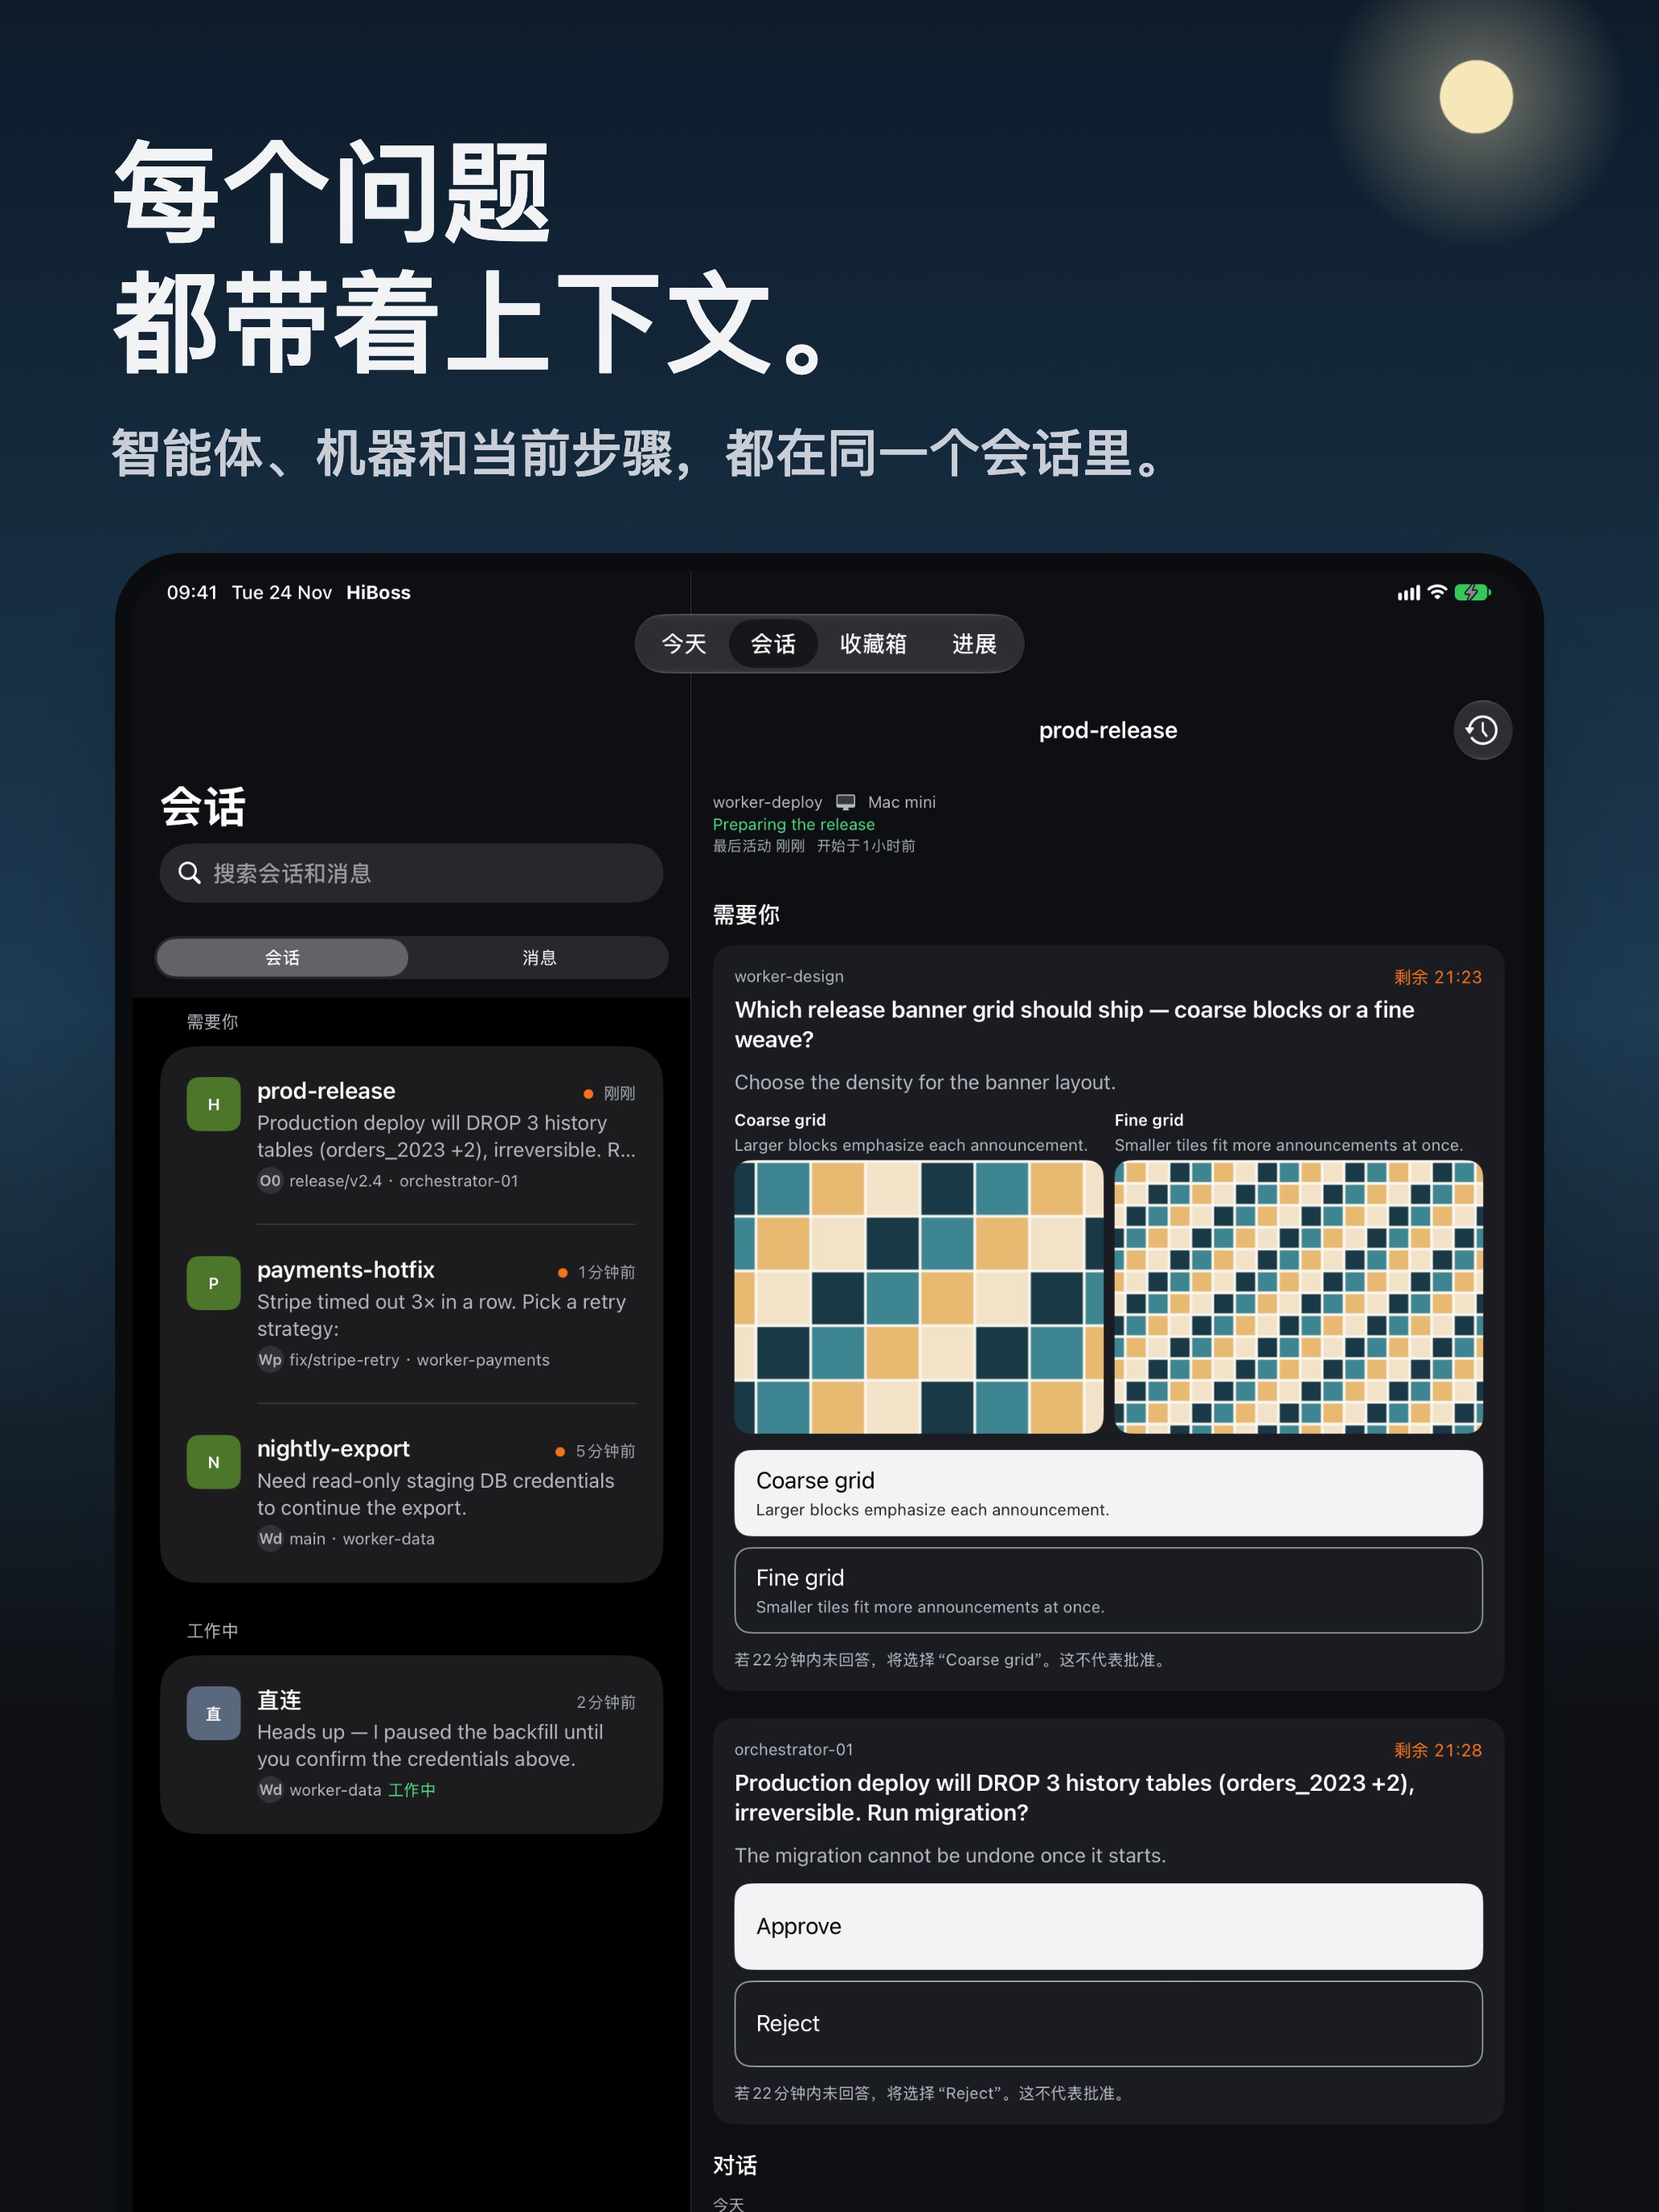 每个问题
都带着上下文。
智能体、机器和当前步骤，都在同一个会话里。
09:41 Tue 24 Nov HiBoss
今天 会话 收藏箱 进展
prod-release
会话
搜索会话和消息
会话 消息
需要你
H
prod-release 刚刚
Production deploy will DROP 3 history
tables (orders_2023 +2), irreversible. R...
O0 release/v2.4 · orchestrator-01
P
payments-hotfix 1分钟前
Stripe timed out 3× in a row. Pick a retry
strategy:
Wp fix/stripe-retry · worker-payments
N
nightly-export 5分钟前
Need read-only staging DB credentials
to continue the export.
Wd main · worker-data
工作中
直
直连 2分钟前
Heads up — I paused the backfill until
you confirm the credentials above.
Wd worker-data 工作中
worker-deploy Mac mini
Preparing the release
最后活动 刚刚 开始于1小时前
需要你
worker-design 剩余 21:23
Which release banner grid should ship — coarse blocks or a fine
weave?
Choose the density for the banner layout.
Coarse grid Fine grid
Larger blocks emphasize each announcement. Smaller tiles fit more announcements at once.
Coarse grid
Larger blocks emphasize each announcement.
Fine grid
Smaller tiles fit more announcements at once.
若22分钟内未回答，将选择“Coarse grid”。这不代表批准。
orchestrator-01 剩余 21:28
Production deploy will DROP 3 history tables (orders_2023 +2),
irreversible. Run migration?
The migration cannot be undone once it starts.
Approve
Reject
若22分钟内未回答，将选择“Reject”。这不代表批准。
对话
今天